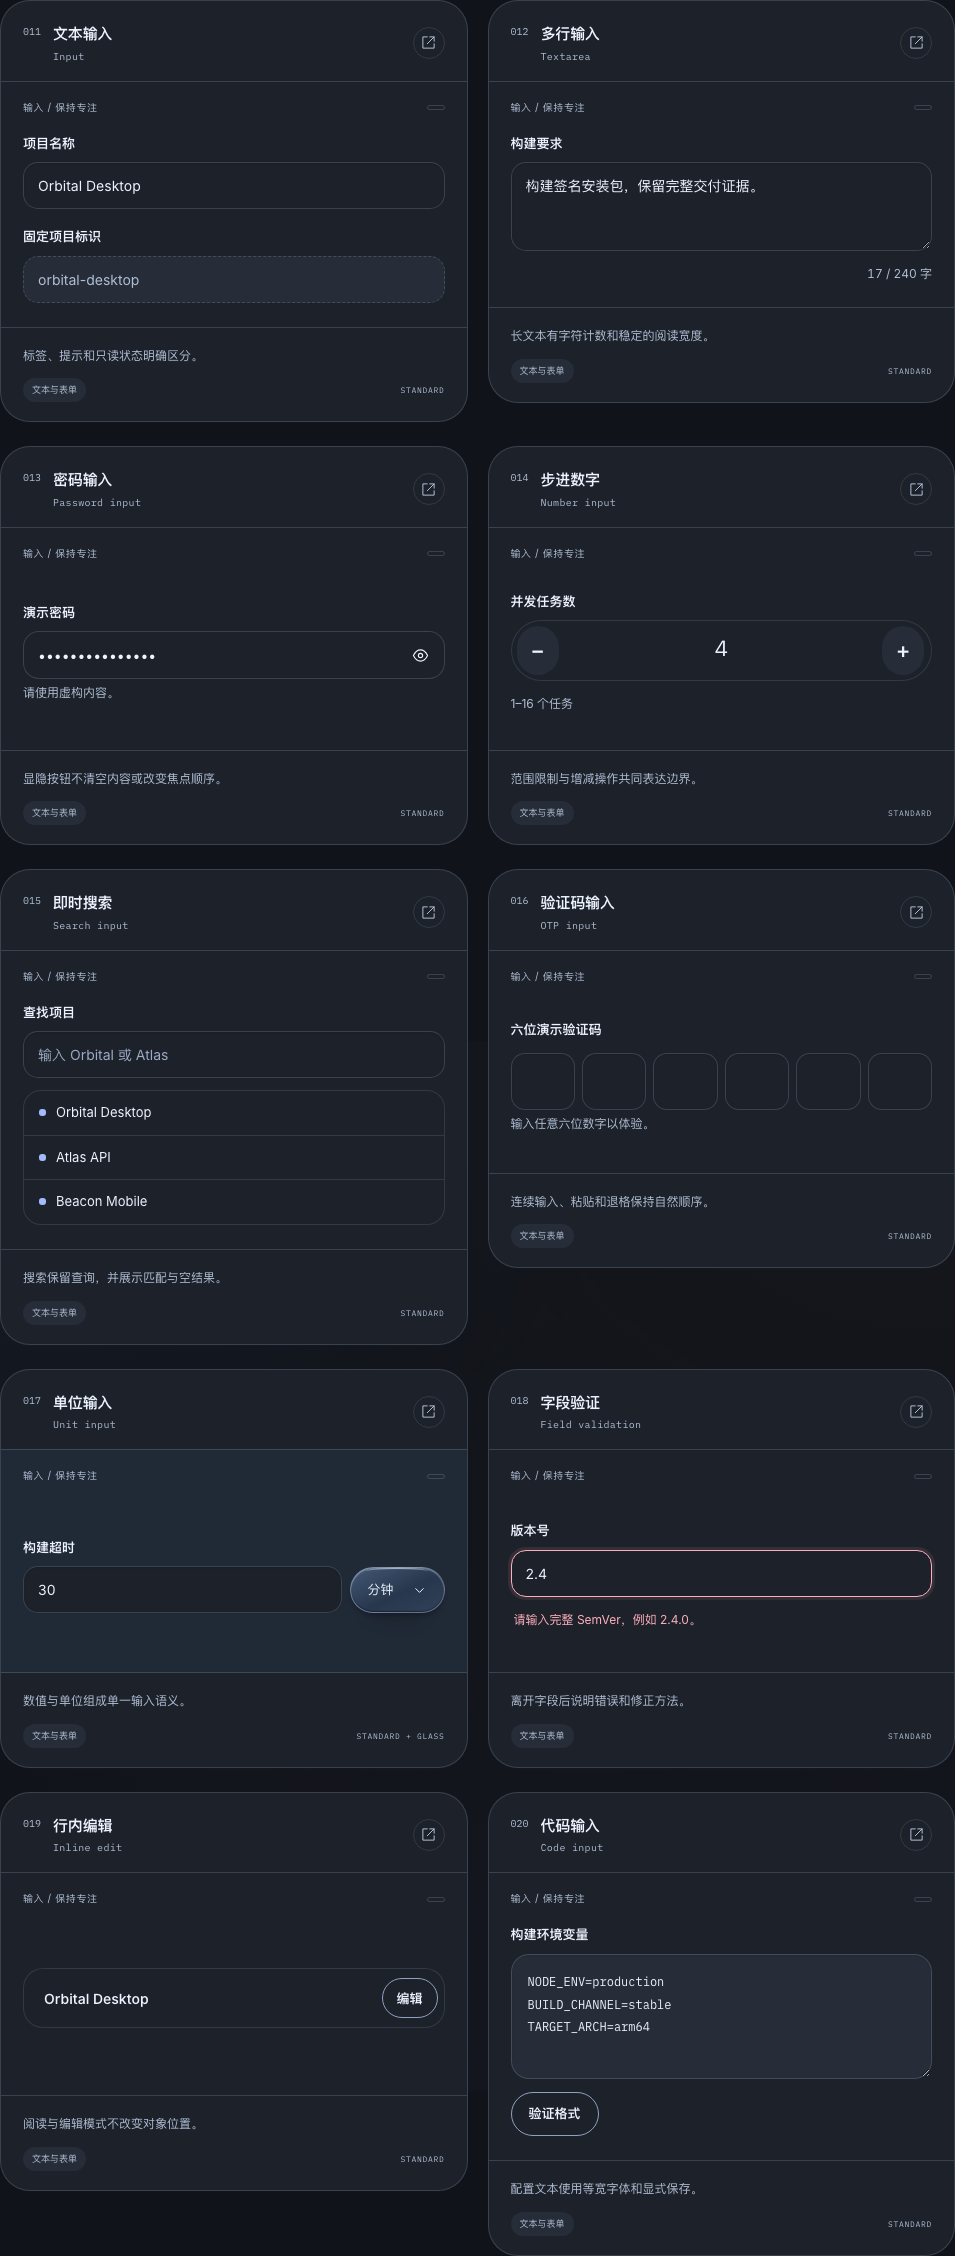 011 文本输入
Input
输入 / 保持专注
项目名称
Orbital Desktop
固定项目标识
orbital-desktop
标签、提示和只读状态明确区分。
文本与表单 STANDARD
012 多行输入
Textarea
输入 / 保持专注
构建要求
构建签名安装包，保留完整交付证据。
17 / 240 字
长文本有字符计数和稳定的阅读宽度。
文本与表单 STANDARD
013 密码输入
Password input
输入 / 保持专注
演示密码
•••••••••••••••
请使用虚构内容。
显隐按钮不清空内容或改变焦点顺序。
文本与表单 STANDARD
014 步进数字
Number input
输入 / 保持专注
并发任务数
− 4 +
1–16 个任务
范围限制与增减操作共同表达边界。
文本与表单 STANDARD
015 即时搜索
Search input
输入 / 保持专注
查找项目
输入 Orbital 或 Atlas
Orbital Desktop
Atlas API
Beacon Mobile
搜索保留查询，并展示匹配与空结果。
文本与表单 STANDARD
016 验证码输入
OTP input
输入 / 保持专注
六位演示验证码
输入任意六位数字以体验。
连续输入、粘贴和退格保持自然顺序。
文本与表单 STANDARD
017 单位输入
Unit input
输入 / 保持专注
构建超时
30 分钟
数值与单位组成单一输入语义。
文本与表单 STANDARD + GLASS
018 字段验证
Field validation
输入 / 保持专注
版本号
2.4
请输入完整 SemVer，例如 2.4.0。
离开字段后说明错误和修正方法。
文本与表单 STANDARD
019 行内编辑
Inline edit
输入 / 保持专注
Orbital Desktop 编辑
阅读与编辑模式不改变对象位置。
文本与表单 STANDARD
020 代码输入
Code input
输入 / 保持专注
构建环境变量
NODE_ENV=production
BUILD_CHANNEL=stable
TARGET_ARCH=arm64
验证格式
配置文本使用等宽字体和显式保存。
文本与表单 STANDARD